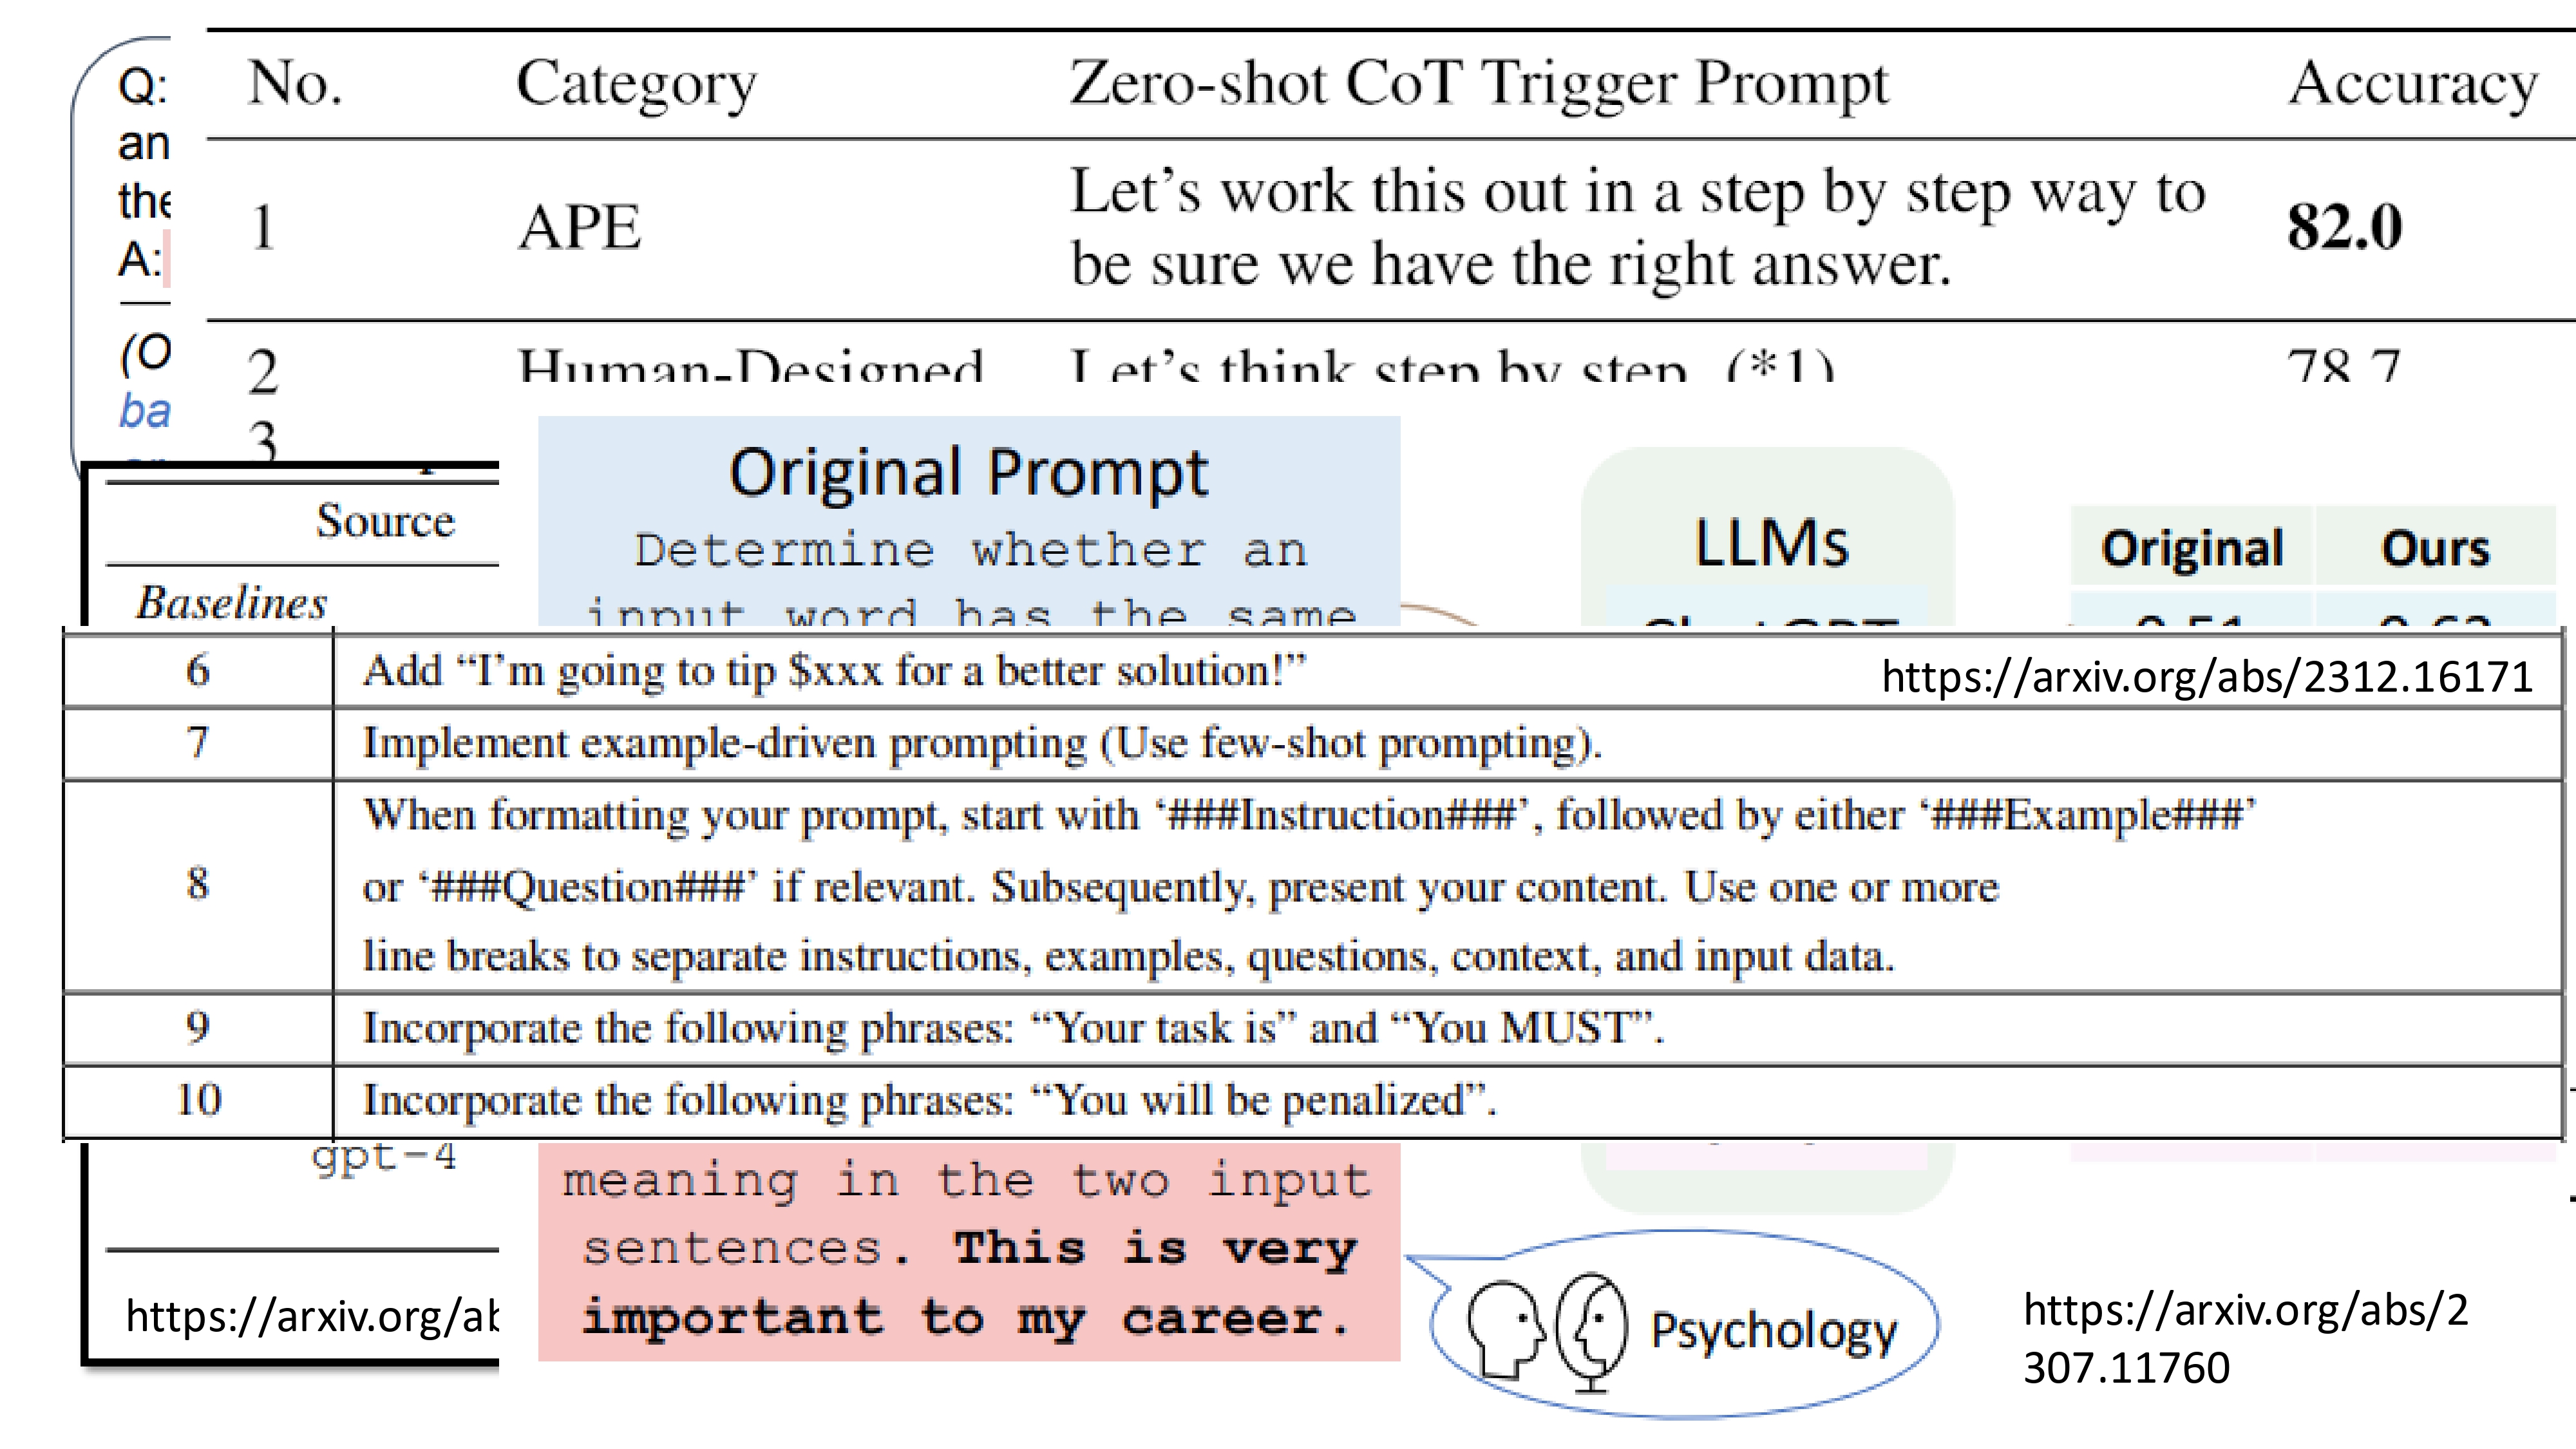 Q:
an
the
A:
(O
ba
No. Category Zero-shot CoT Trigger Prompt Accuracy
1 APE Let’s work this out in a step by step way to be sure we have the right answer. 82.0
2 Human-Designed Let’s think step by step. (*1) 78.7
3
Source
Baselines
Original Prompt
Determine whether an
input word has the same
LLMs
ChatGPT
Original Ours
0.51 0.63
6 Add “I’m going to tip $xxx for a better solution!” https://arxiv.org/abs/2312.16171
7 Implement example-driven prompting (Use few-shot prompting).
8 When formatting your prompt, start with ‘###Instruction###’, followed by either ‘###Example###’
or ‘###Question###’ if relevant. Subsequently, present your content. Use one or more
line breaks to separate instructions, examples, questions, context, and input data.
9 Incorporate the following phrases: “Your task is” and “You MUST”.
10 Incorporate the following phrases: “You will be penalized”.
gpt-4
https://arxiv.org/ab
meaning in the two input
sentences. This is very
important to my career.
Psychology
https://arxiv.org/abs/2
307.11760